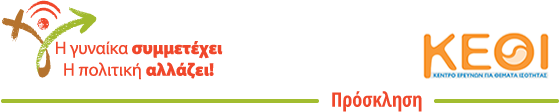 Η γυναίκα συμμετέχει
Η πολιτική αλλάζει!
ΚΕΘΙ
ΚΕΝΤΡΟ ΕΡΕΥΝΩΝ ΓΙΑ ΘΕΜΑΤΑ ΙΣΟΤΗΤΑΣ
Πρόσκληση